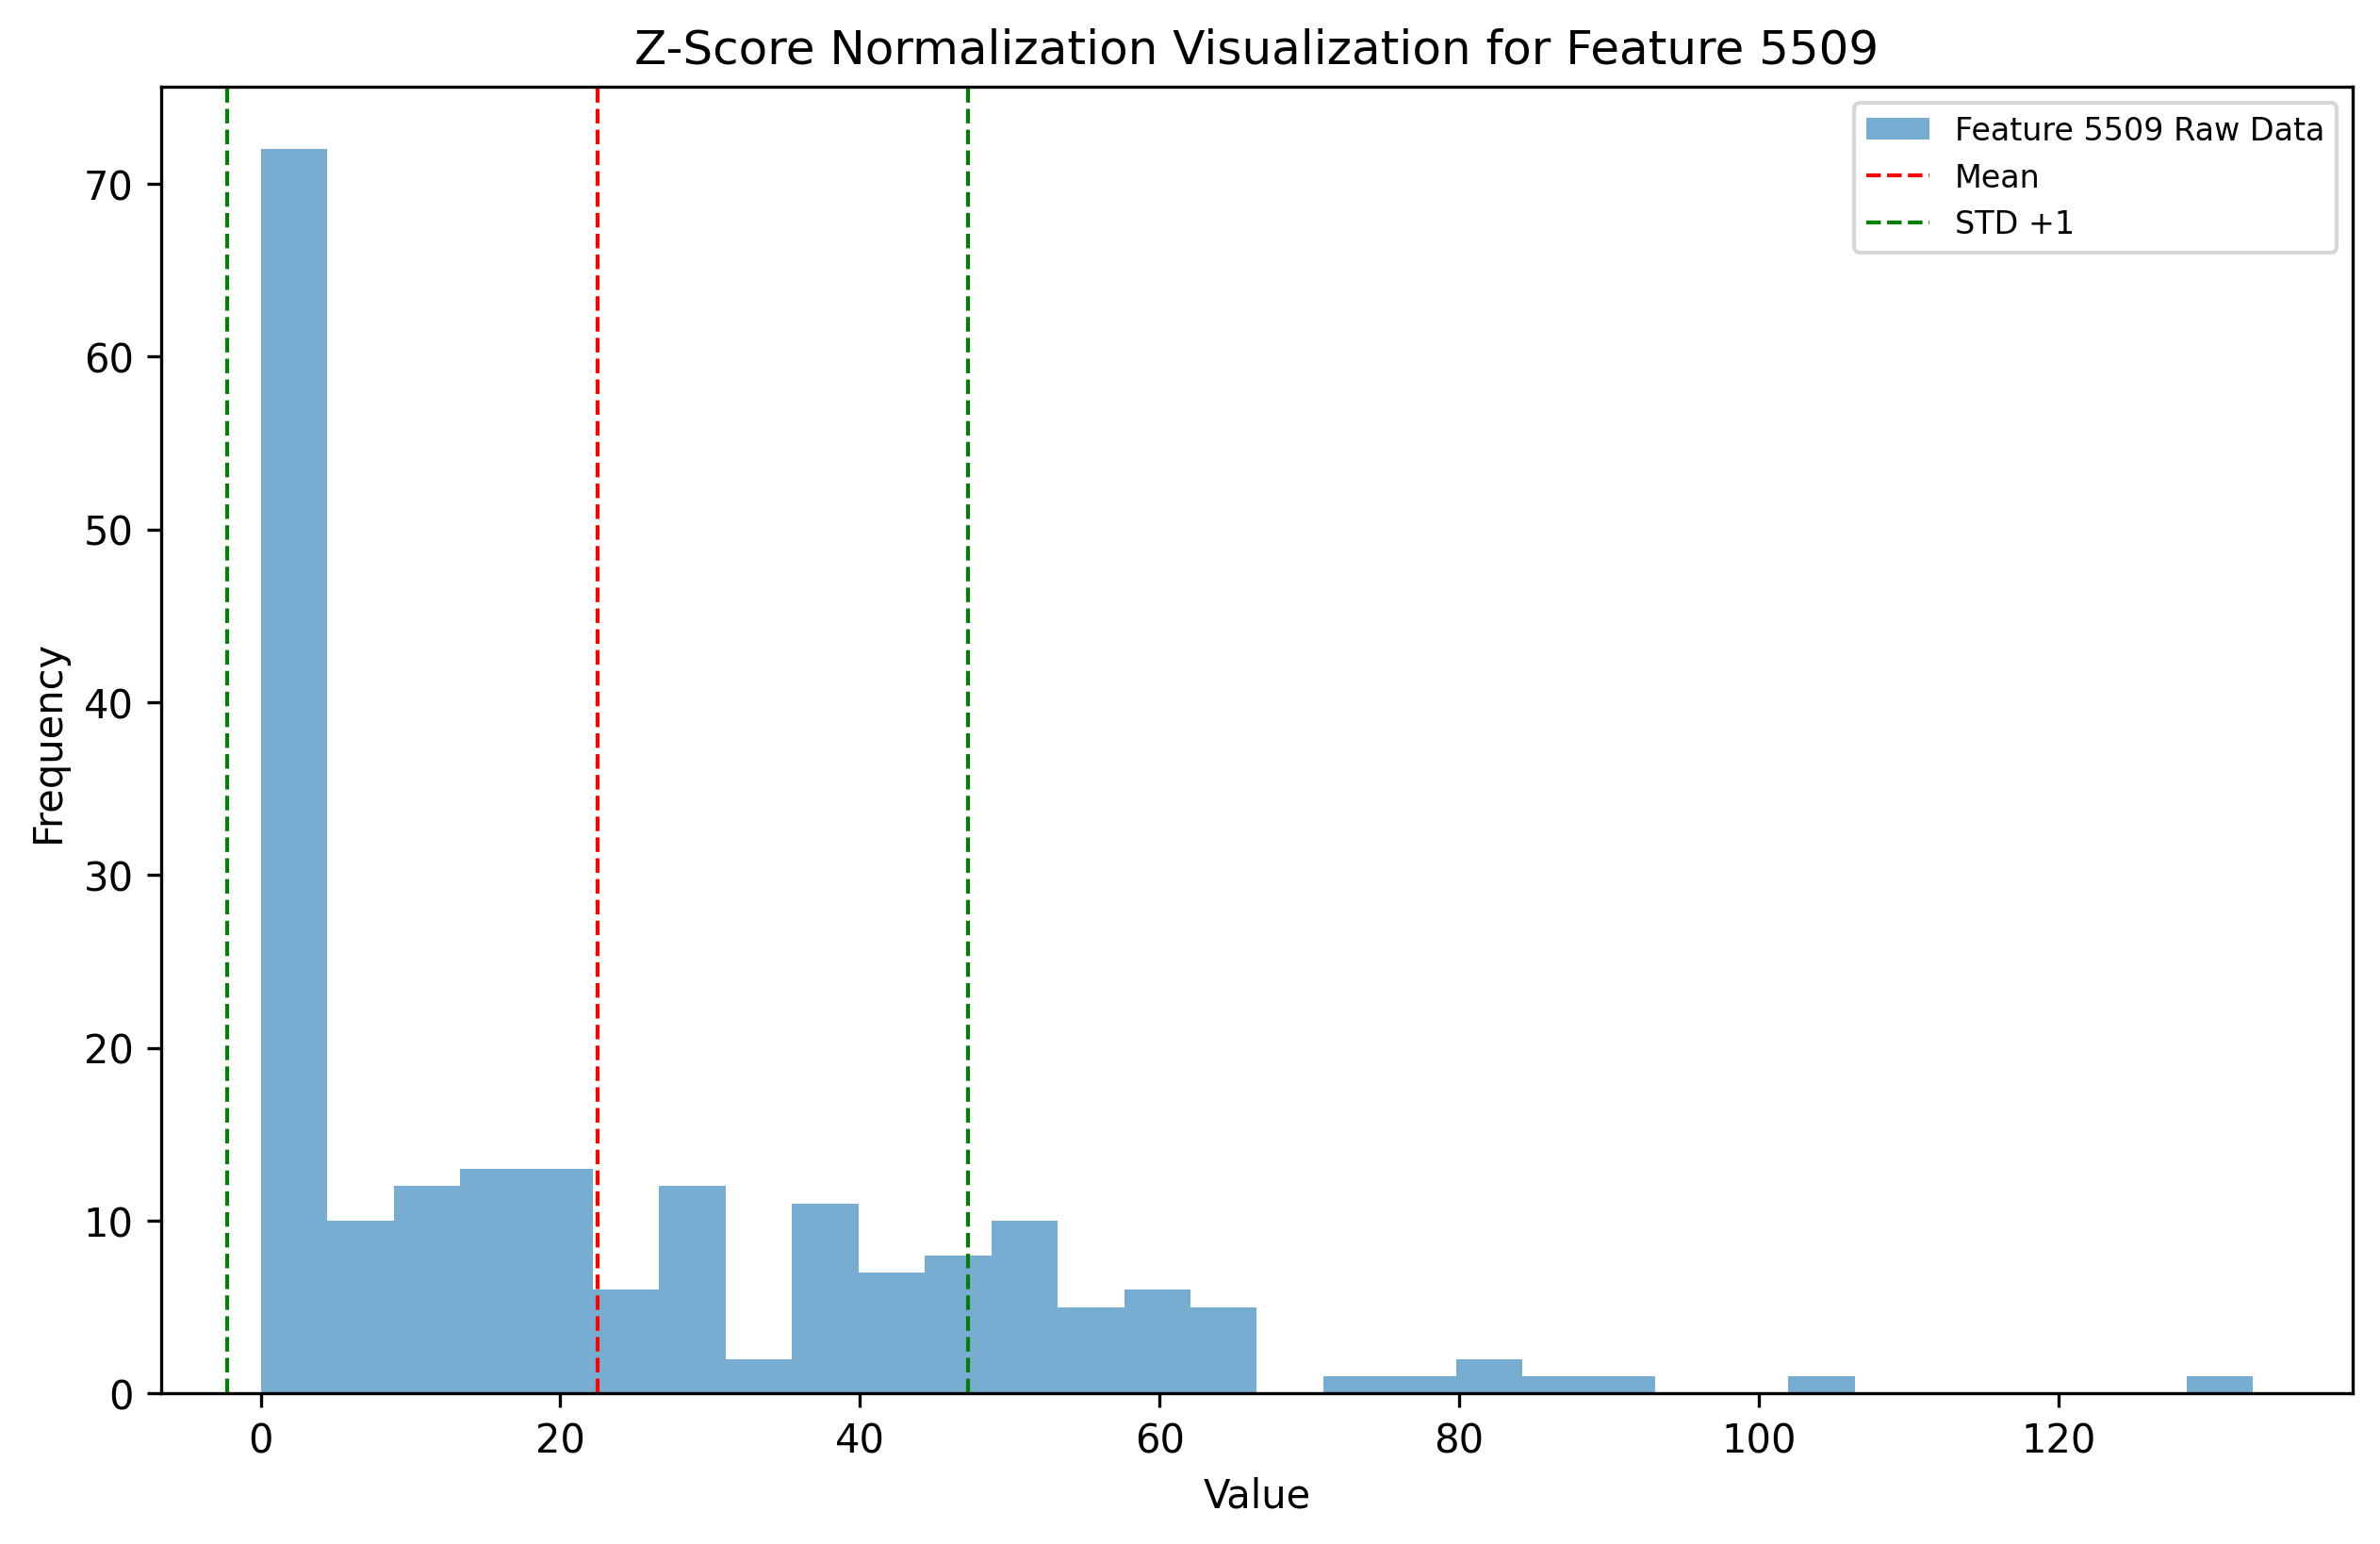 Z-Score Normalization Visualization for Feature 5509
Feature 5509 Raw Data
Mean
STD +1
70
60
50
40
30
20
10
0
Frequency
0 20 40 60 80 100 120
Value